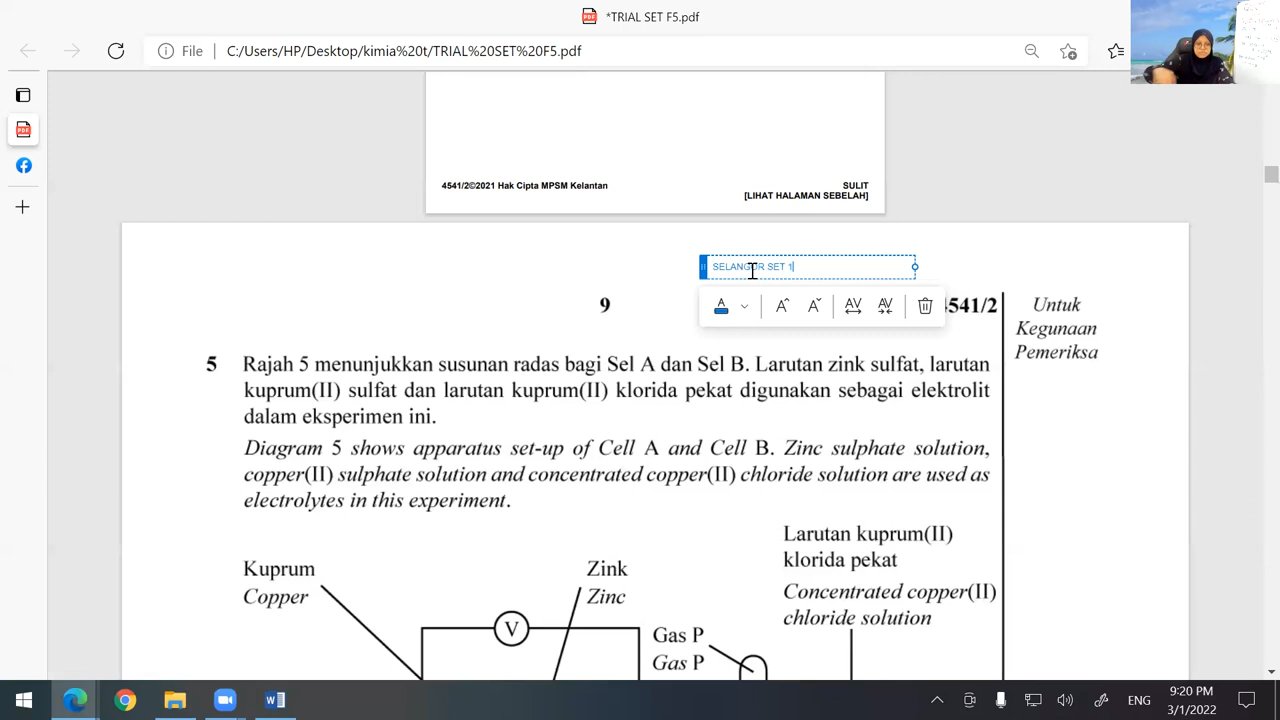 *TRIAL SET F5.pdf
File
C:/Users/HP/Desktop/kimia%20t/TRIAL%20SET%20F5.pdf
4541/2©2021 Hak Cipta MPSM Kelantan
SULIT
[LIHAT HALAMAN SEBELAH]
SELANGOR SET 1
9
4541/2
Untuk
Kegunaan
Pemeriksa
5 Rajah 5 menunjukkan susunan radas bagi Sel A dan Sel B. Larutan zink sulfat, larutan
kuprum(II) sulfat dan larutan kuprum(II) klorida pekat digunakan sebagai elektrolit
dalam eksperimen ini.
Diagram 5 shows apparatus set-up of Cell A and Cell B. Zinc sulphate solution,
copper(II) sulphate solution and concentrated copper(II) chloride solution are used as
electrolytes in this experiment.
Larutan kuprum(II)
klorida pekat
Concentrated copper(II)
chloride solution
Kuprum
Copper
Zink
Zinc
V
Gas P
Gas P
ENG
9:20 PM
3/1/2022